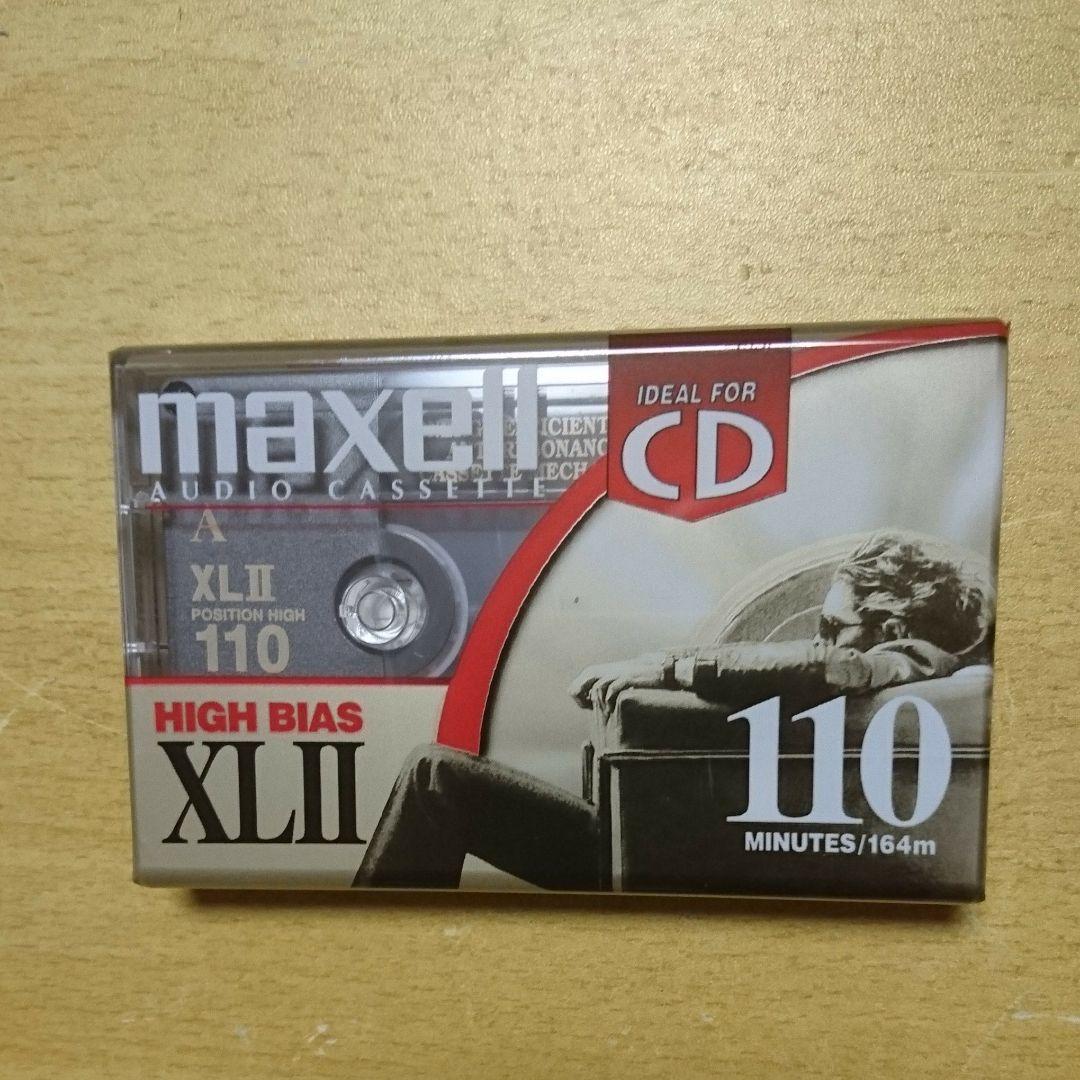 maxell
AUDIO CASSETTE
IDEAL FOR
CD
A
XLII
POSITION HIGH
110
HIGH BIAS
XLII
110
MINUTES/164m